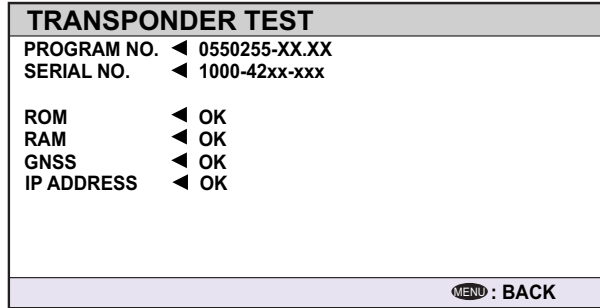 TRANSPONDER TEST
PROGRAM NO. ◄ 0550255-XX.XX
SERIAL NO. ◄ 1000-42xx-xxx
ROM ◄ OK
RAM ◄ OK
GNSS ◄ OK
IP ADDRESS ◄ OK
MENU : BACK